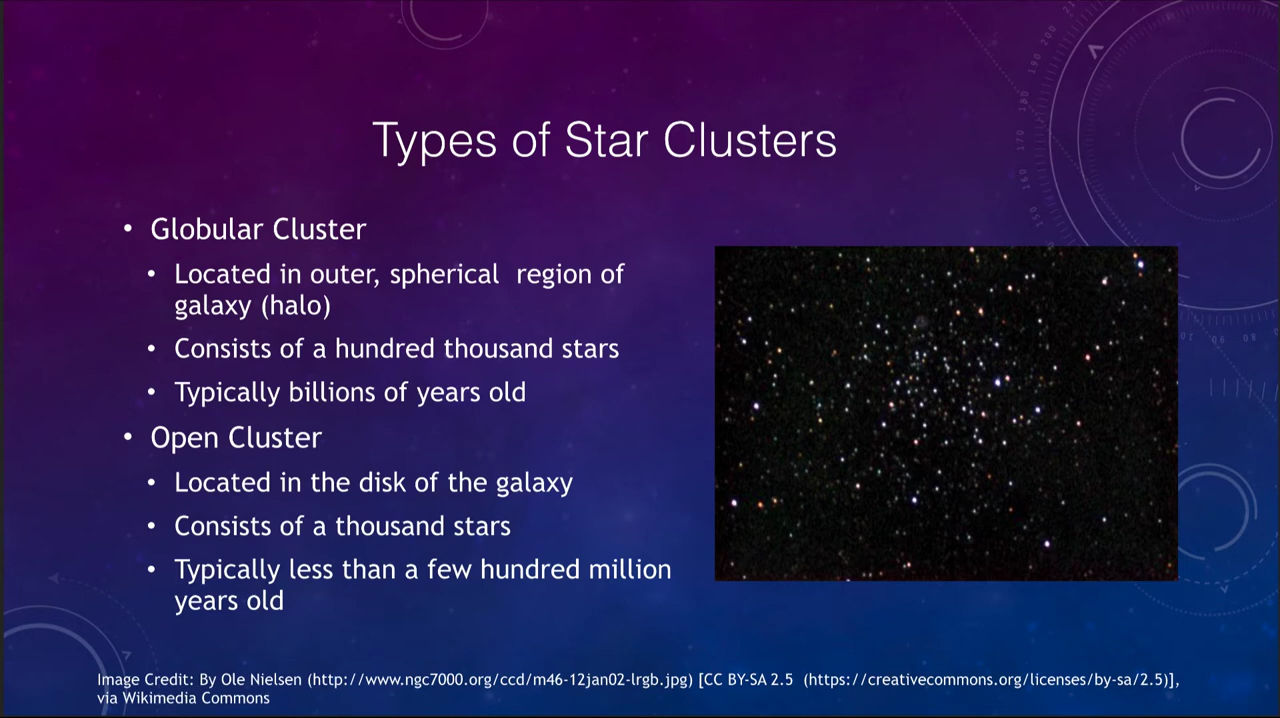 Types of Star Clusters
• Globular Cluster
• Located in outer, spherical  region of
galaxy (halo)
• Consists of a hundred thousand stars
• Typically billions of years old
• Open Cluster
• Located in the disk of the galaxy
• Consists of a thousand stars
• Typically less than a few hundred million
years old
Image Credit: By Ole Nielsen (http://www.ngc7000.org/ccd/m46-12jan02-lrgb.jpg) [CC BY-SA 2.5  (https://creativecommons.org/licenses/by-sa/2.5)],
via Wikimedia Commons